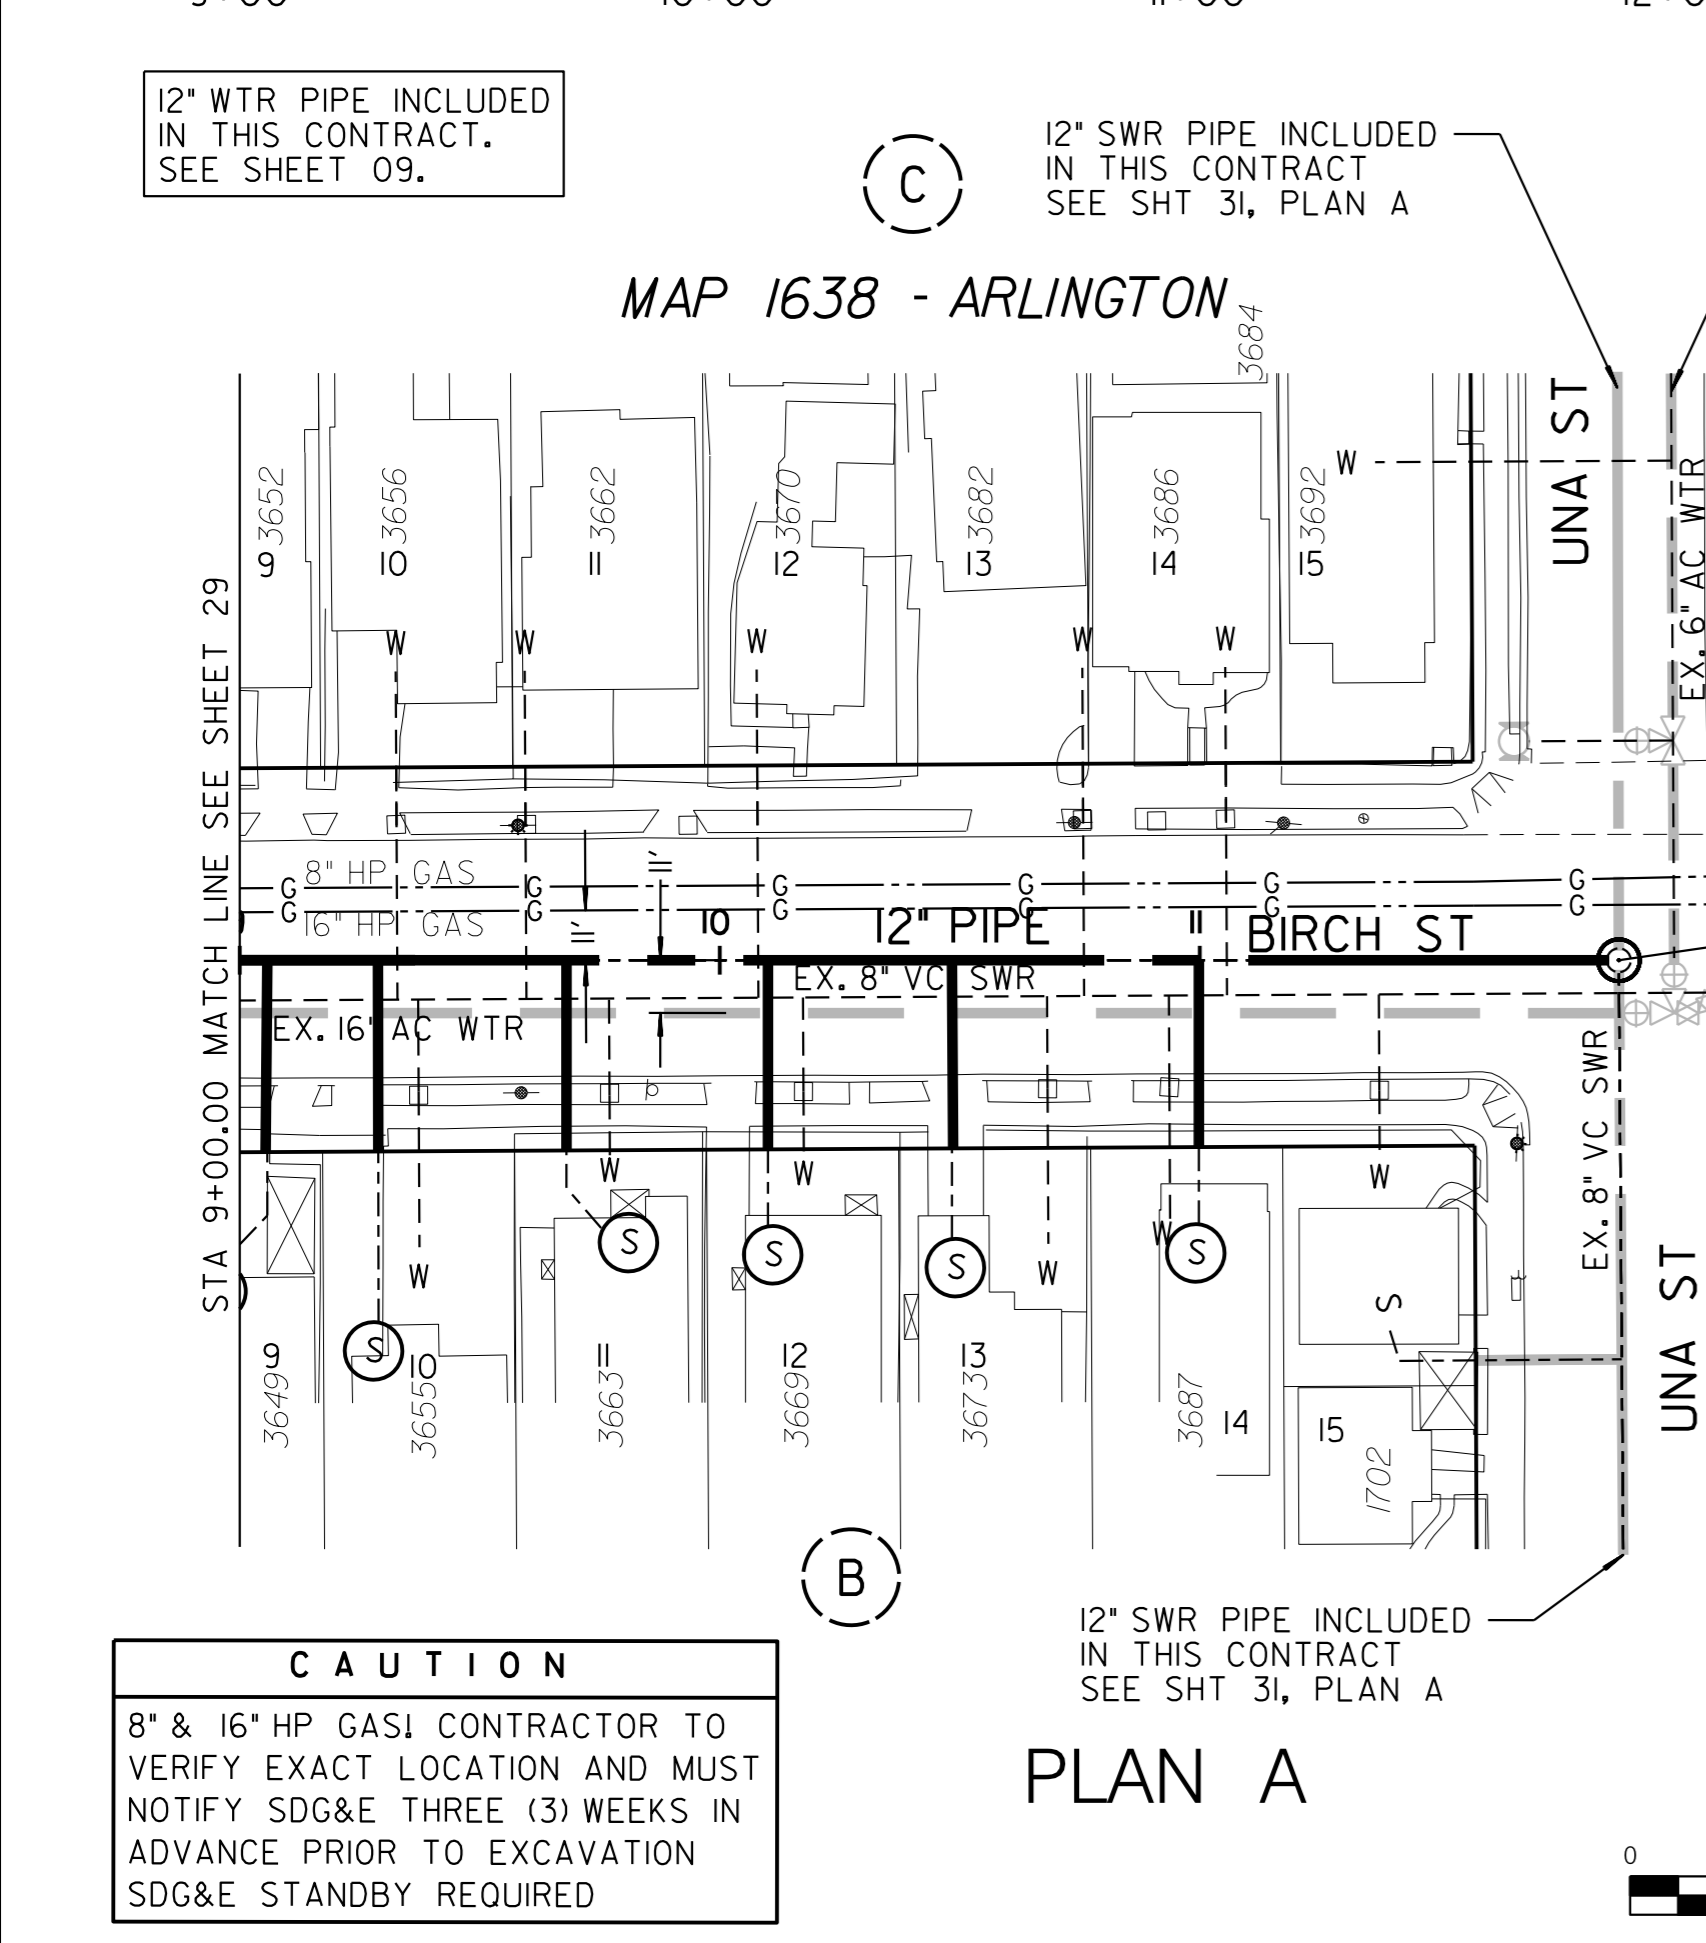 12" WTR PIPE INCLUDED
IN THIS CONTRACT.
SEE SHEET 09.
C
12" SWR PIPE INCLUDED
IN THIS CONTRACT
SEE SHT 31, PLAN A
MAP 1638 - ARLINGTON
3684
UNA ST
3652
3656
3662
3670
3682
3686
3692
W
9
10
11
12
13
14
15
EX. 6" AC WTR
W
W
W
W
W
STA 9+00.00 MATCH LINE SEE SHEET 29
8" HP GAS
G
G
G
G
G
G
G
G
G
G
G
G
16" HP GAS
11'
11'
10
12" PIPE
11
BIRCH ST
EX. 8" VC SWR
EX. 16" AC WTR
EX. 8" VC SWR
W
W
W
W
W
W
S
S
S
S
S
S
UNA ST
9
10
11
12
13
14
15
3649
3655
3663
3669
3673
3687
1702
B
12" SWR PIPE INCLUDED
IN THIS CONTRACT
SEE SHT 31, PLAN A
CAUTION
8" & 16" HP GAS! CONTRACTOR TO
VERIFY EXACT LOCATION AND MUST
NOTIFY SDG&E THREE (3) WEEKS IN
ADVANCE PRIOR TO EXCAVATION
SDG&E STANDBY REQUIRED
PLAN A
0